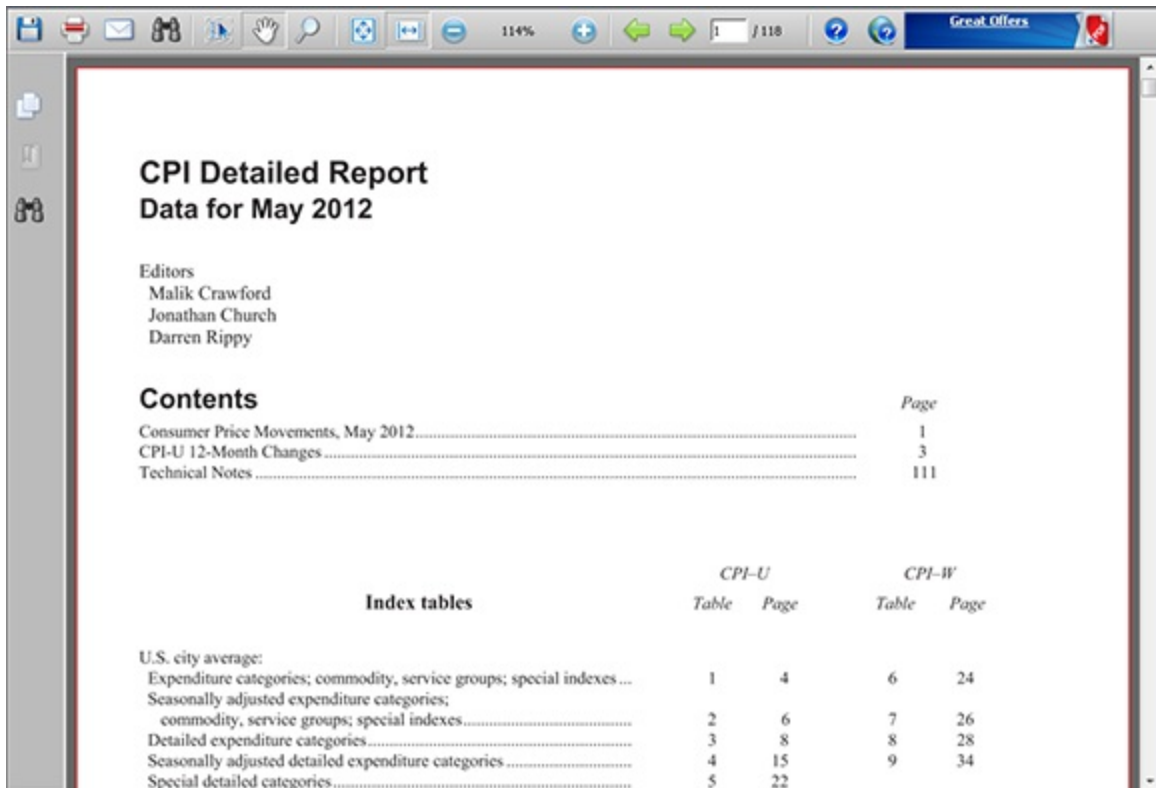 114%
1 / 118
Great Offers
CPI Detailed Report
Data for May 2012
Editors
Malik Crawford
Jonathan Church
Darren Rippy
Contents Page
Consumer Price Movements, May 2012 1
CPI-U 12-Month Changes 3
Technical Notes 111
CPI–U CPI–W
Index tables Table Page Table Page
U.S. city average:
Expenditure categories; commodity, service groups; special indexes 1 4 6 24
Seasonally adjusted expenditure categories;
commodity, service groups; special indexes 2 6 7 26
Detailed expenditure categories 3 8 8 28
Seasonally adjusted detailed expenditure categories 4 15 9 34
Special detailed categories 5 22